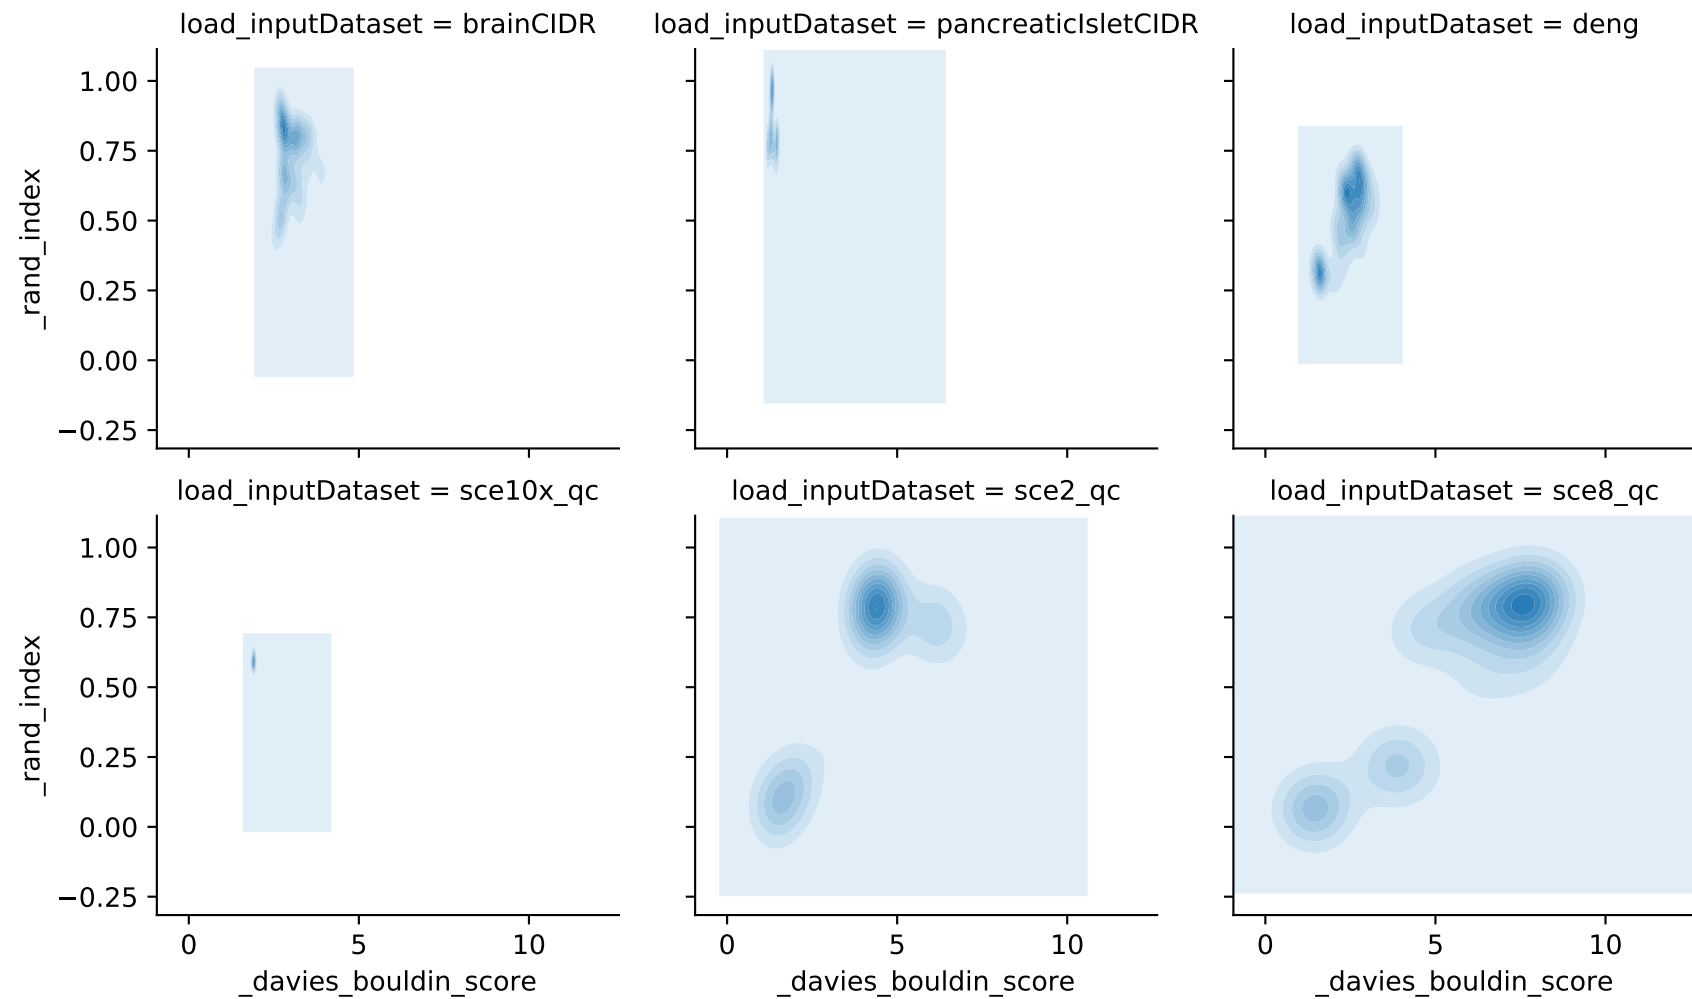 load_inputDataset = brainCIDR
load_inputDataset = pancreaticIsletCIDR
load_inputDataset = deng
1.00
0.75
0.50
0.25
0.00
−0.25
_rand_index
load_inputDataset = sce10x_qc
load_inputDataset = sce2_qc
load_inputDataset = sce8_qc
1.00
0.75
0.50
0.25
0.00
−0.25
_rand_index
0 5 10
0 5 10
0 5 10
_davies_bouldin_score
_davies_bouldin_score
_davies_bouldin_score